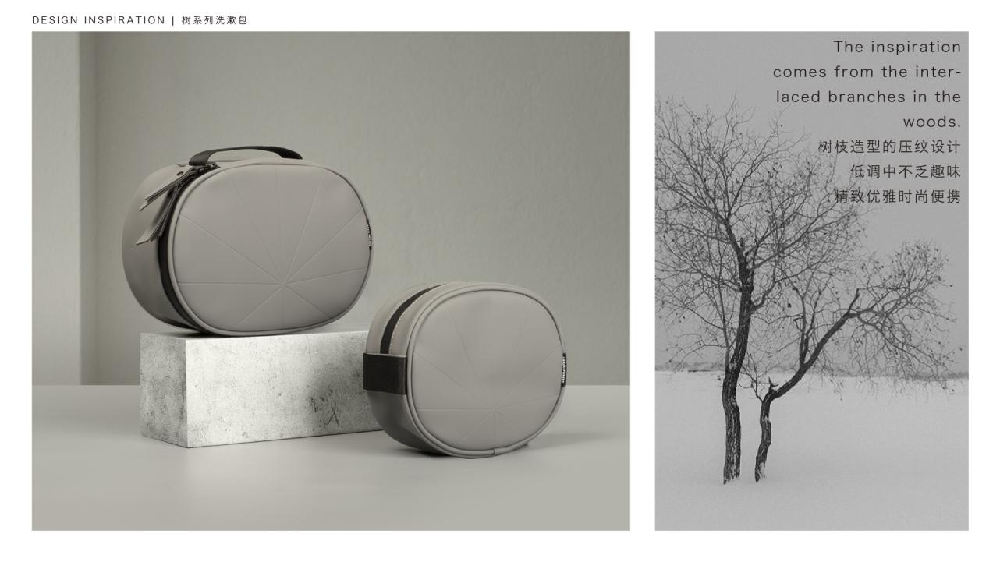 DESIGN INSPIRATION | 树系列洗漱包
The inspiration
comes from the inter-
laced branches in the
woods.
树枝造型的压纹设计
低调中不乏趣味
精致优雅时尚便携